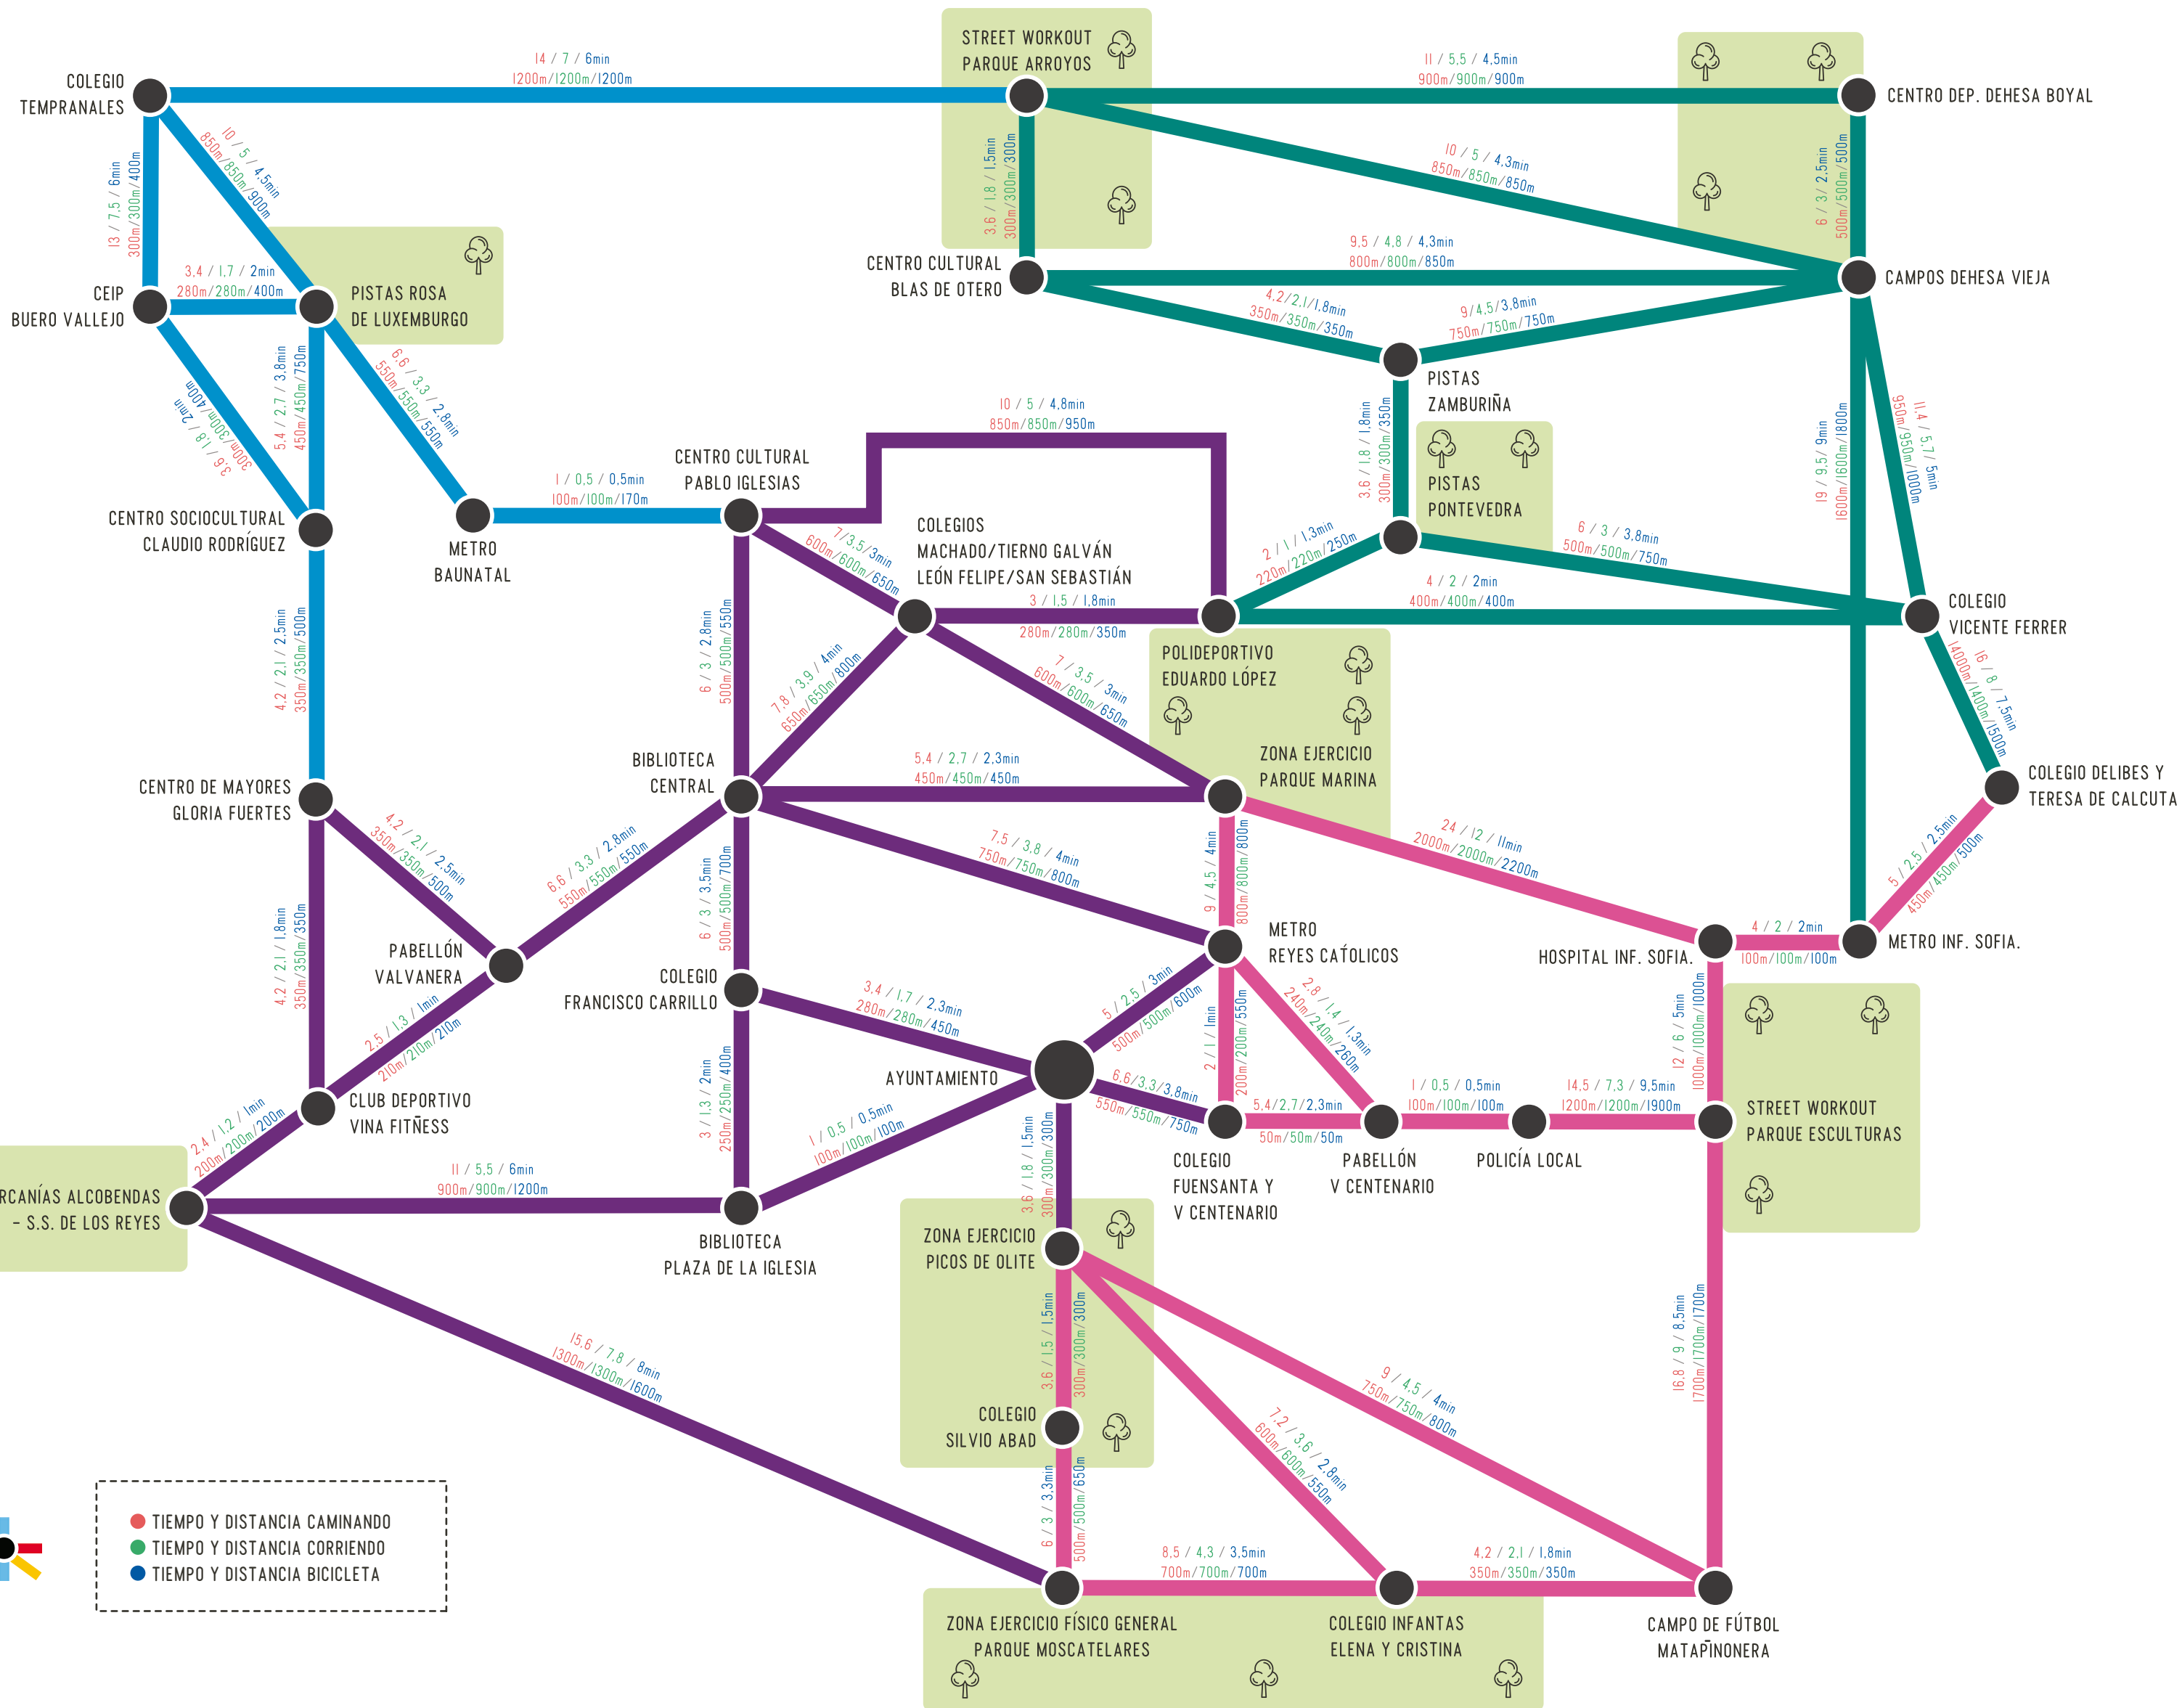 STREET WORKOUT
PARQUE ARROYOS
14 / 7 / 6min
1200m/1200m/1200m
11 / 5,5 / 4,5min
900m/900m/900m
COLEGIO
TEMPRANALES
CENTRO DEP. DEHESA BOYAL
10 / 5 / 4,5min
850m/850m/900m
13 / 7.5 / 6min
300m/300m/400m
3,6 / 1,8 / 1,5min
300m/300m/300m
10 / 5 / 4,3min
850m/850m/850m
6 / 3/ 2,5min
500m/500m/500m
9,5 / 4,8 / 4,3min
800m/800m/850m
CENTRO CULTURAL
BLAS DE OTERO
CAMPOS DEHESA VIEJA
3,4 / 1,7 / 2min
280m/280m/400m
CEIP
BUERO VALLEJO
PISTAS ROSA
DE LUXEMBURGO
4,2/2,1/1,8min
350m/350m/350m
9/4,5/3,8min
750m/750m/750m
3,6 / 1,8 / 2min
300m/300m/400m
5,4 / 2,7 / 3,8min
450m/450m/750m
6,6 / 3,3 / 2,8min
550m/550m/550m
PISTAS
ZAMBURIÑA
10 / 5 / 4,8min
850m/850m/950m
3,6 / 1,8 / 1,8min
300m/300m/350m
19 / 9,5/ 9min
1600m/1600m/1800m
11,4 / 5,7/ 5min
950m/950m/1000m
CENTRO CULTURAL
PABLO IGLESIAS
1 / 0,5 / 0,5min
100m/100m/170m
PISTAS
PONTEVEDRA
CENTRO SOCIOCULTURAL
CLAUDIO RODRÍGUEZ
METRO
BAUNATAL
COLEGIOS
MACHADO/TIERNO GALVÁN
LEÓN FELIPE/SAN SEBASTIÁN
7/3,5/3min
600m/600m/650m
2 / 1 / 1,3min
220m/220m/250m
6 / 3 / 3,8min
500m/500m/750m
4 / 2 / 2min
400m/400m/400m
3 / 1,5 / 1,8min
280m/280m/350m
COLEGIO
VICENTE FERRER
4,2 / 2,1 / 2,5min
350m/350m/500m
6 / 3 / 2,8min
500m/500m/550m
7,8 / 3,9 / 4min
650m/650m/800m
7 / 3,5 / 3min
600m/600m/650m
POLIDEPORTIVO
EDUARDO LÓPEZ
16 / 8 / 7,5min
14000m/1400m/1500m
BIBLIOTECA
CENTRAL
5,4 / 2,7 / 2,3min
450m/450m/450m
ZONA EJERCICIO
PARQUE MARINA
COLEGIO DELIBES Y
TERESA DE CALCUTA
CENTRO DE MAYORES
GLORIA FUERTES
4,2 / 2,1 / 2,5min
350m/350m/500m
6,6 / 3,3 / 2,8min
550m/550m/550m
7,5 / 3,8 / 4min
750m/750m/800m
9 / 4,5 / 4min
800m/800m/800m
24 / 12 / 11min
2000m/2000m/2200m
5 / 2,5 / 2,5min
450m/450m/500m
4,2 / 2,1 / 1,8min
350m/350m/350m
6 / 3 / 3,5min
500m/500m/700m
PABELLÓN
VALVANERA
METRO
REYES CATÓLICOS
4 / 2 / 2min
100m/100m/100m
HOSPITAL INF. SOFIA.
METRO INF. SOFIA.
COLEGIO
FRANCISCO CARRILLO
3,4 / 1,7 / 2,3min
280m/280m/450m
5 / 2,5 / 3min
500m/500m/600m
2 / 1 / 1min
200m/200m/550m
2,8 / 1,4 / 1,3min
240m/240m/260m
12 / 6 / 5min
1000m/1000m/1000m
2,5 / 1,3 / 1min
210m/210m/210m
3 / 1,3 / 2min
250m/250m/400m
AYUNTAMIENTO
6,6/3,3/3,8min
550m/550m/750m
5,4/2,7/2,3min
50m/50m/50m
1 / 0,5 / 0,5min
100m/100m/100m
14,5 / 7,3 / 9,5min
1200m/1200m/1900m
CLUB DEPORTIVO
VINA FITÑESS
STREET WORKOUT
PARQUE ESCULTURAS
1 / 0,5 / 0,5min
100m/100m/100m
2,4 / 1,2 / 1min
200m/200m/200m
3,6 / 1,8 / 1,5min
300m/300m/300m
COLEGIO
FUENSANTA Y
V CENTENARIO
PABELLÓN
V CENTENARIO
POLICÍA LOCAL
11 / 5,5 / 6min
900m/900m/1200m
RCANÍAS ALCOBENDAS
- S.S. DE LOS REYES
BIBLIOTECA
PLAZA DE LA IGLESIA
ZONA EJERCICIO
PICOS DE OLITE
15,6 / 7,8 / 8min
1300m/1300m/1600m
3,6 / 1,5 / 1,5min
300m/300m/300m
9 / 4,5 / 4min
750m/750m/800m
16,8 / 9 / 8,5min
1700m/1700m/1700m
COLEGIO
SILVIO ABAD
7,2 / 3,6 / 2,8min
600m/600m/550m
6 / 3 / 3,3min
500m/500m/650m
TIEMPO Y DISTANCIA CAMINANDO
TIEMPO Y DISTANCIA CORRIENDO
TIEMPO Y DISTANCIA BICICLETA
8,5 / 4,3 / 3,5min
700m/700m/700m
4,2 / 2,1 / 1,8min
350m/350m/350m
ZONA EJERCICIO FÍSICO GENERAL
PARQUE MOSCATELARES
COLEGIO INFANTAS
ELENA Y CRISTINA
CAMPO DE FÚTBOL
MATAPĪNONERA